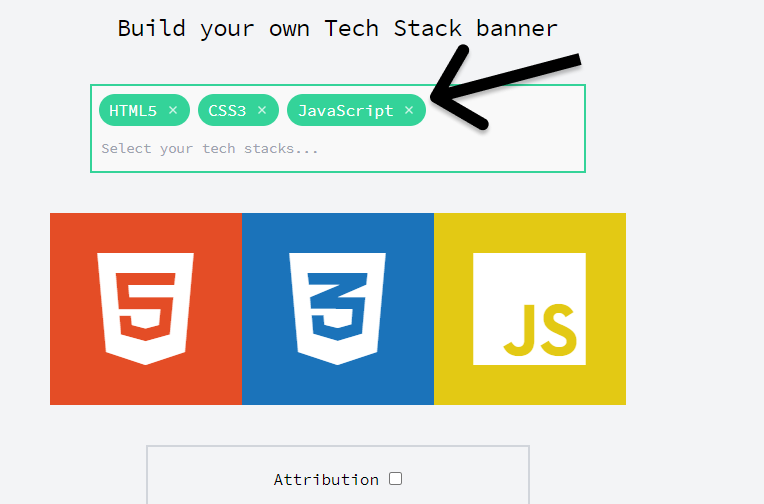 Build your own Tech Stack banner
HTML5 × CSS3 × JavaScript ×
Select your tech stacks...
5 3 JS
Attribution